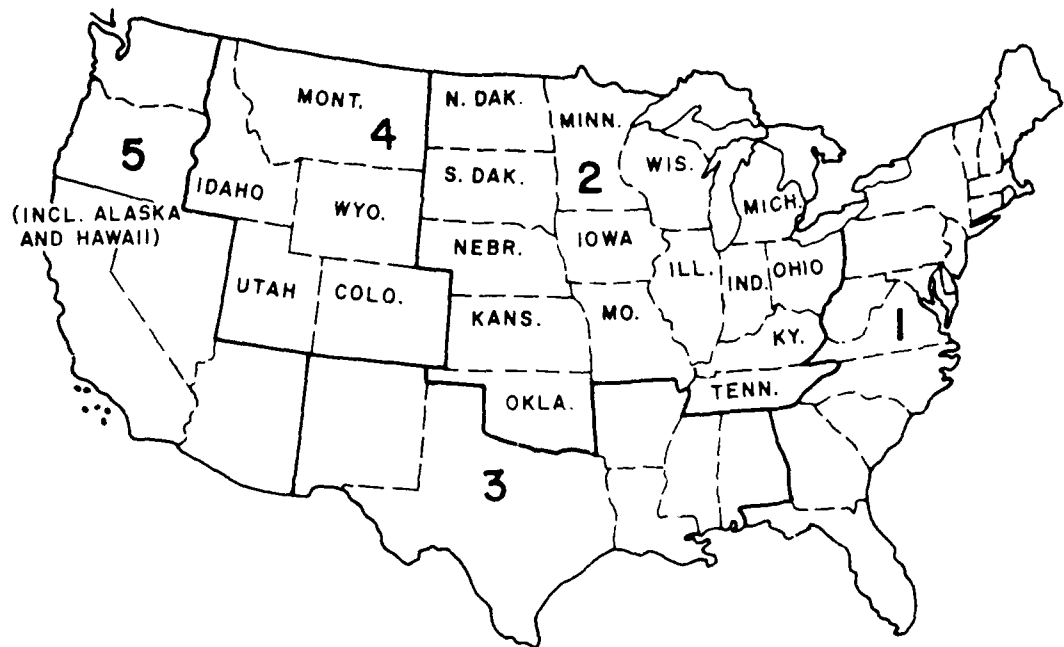 MONT.
N. DAK.
MINN.
4
5
S. DAK.
2
WIS.
IDAHO
WYO.
MICH.
(INCL. ALASKA
AND HAWAII)
NEBR.
IOWA
ILL.
IND.
OHIO
UTAH
COLO.
KANS.
MO.
KY.
1
TENN.
OKLA.
3